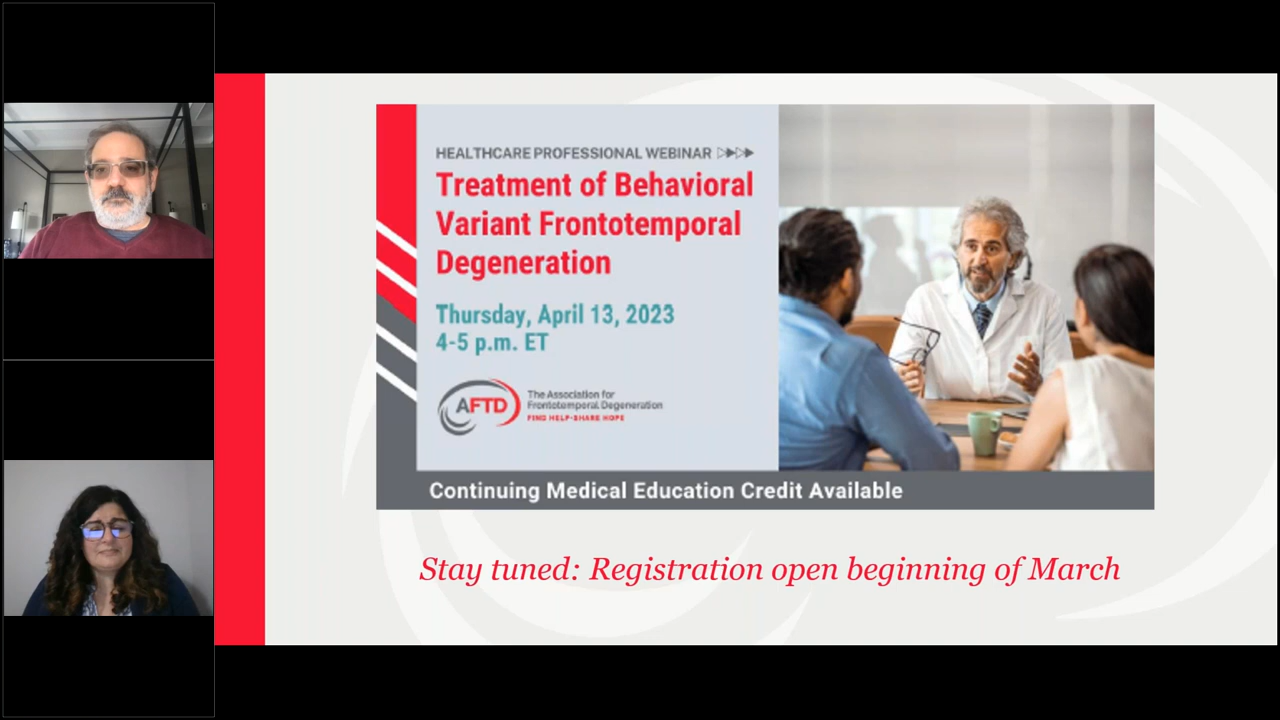 HEALTHCARE PROFESSIONAL WEBINAR
Treatment of Behavioral
Variant Frontotemporal
Degeneration
Thursday, April 13, 2023
4-5 p.m. ET
AFTD
The Association for
Frontotemporal Degeneration
FIND HELP-SHARE HOPE
Continuing Medical Education Credit Available
Stay tuned: Registration open beginning of March